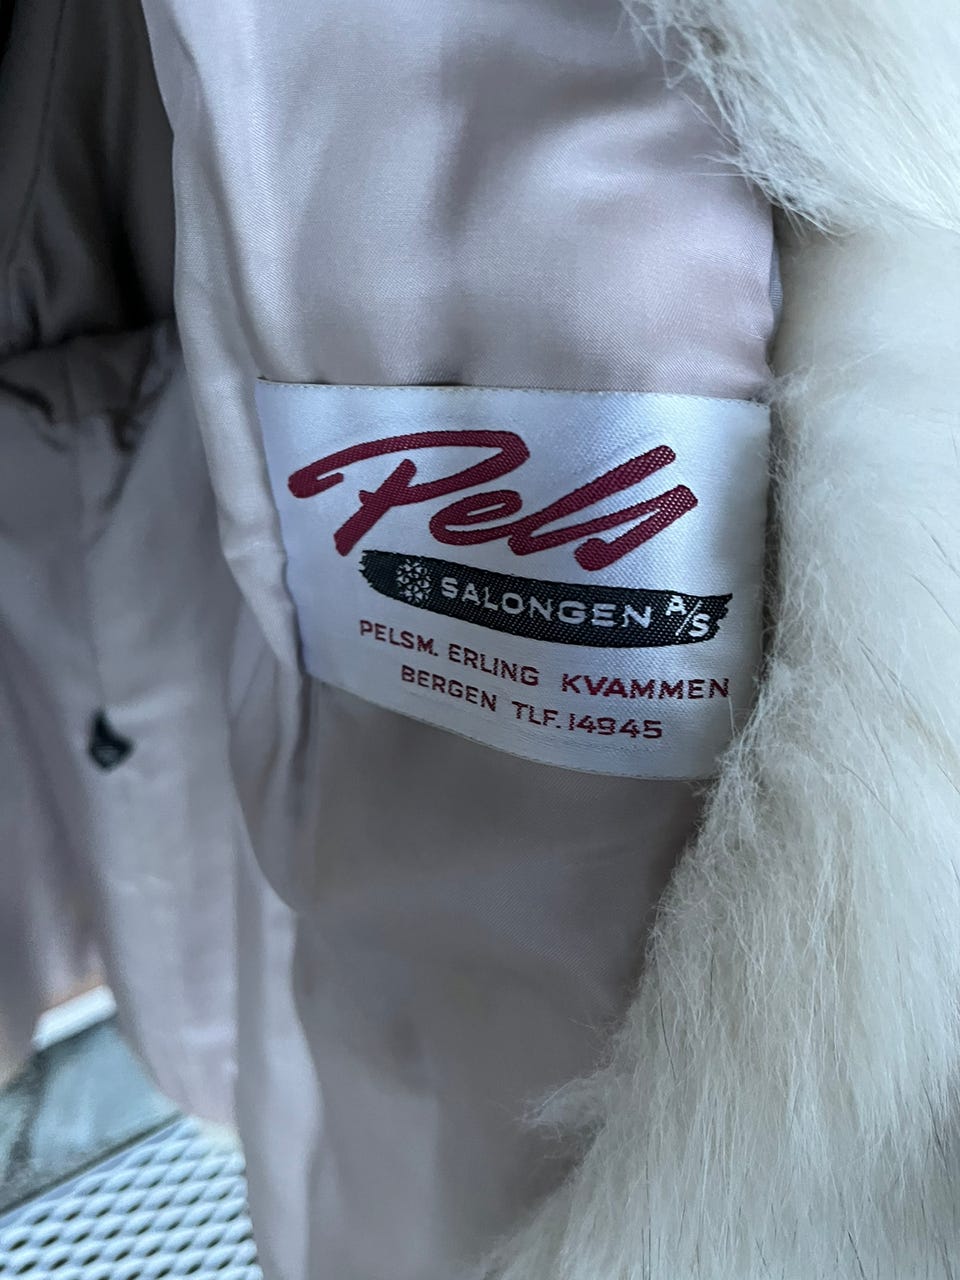 Pels
SALONGEN A/S
PELSM. ERLING KVAMMEN
BERGEN TLF. 14945